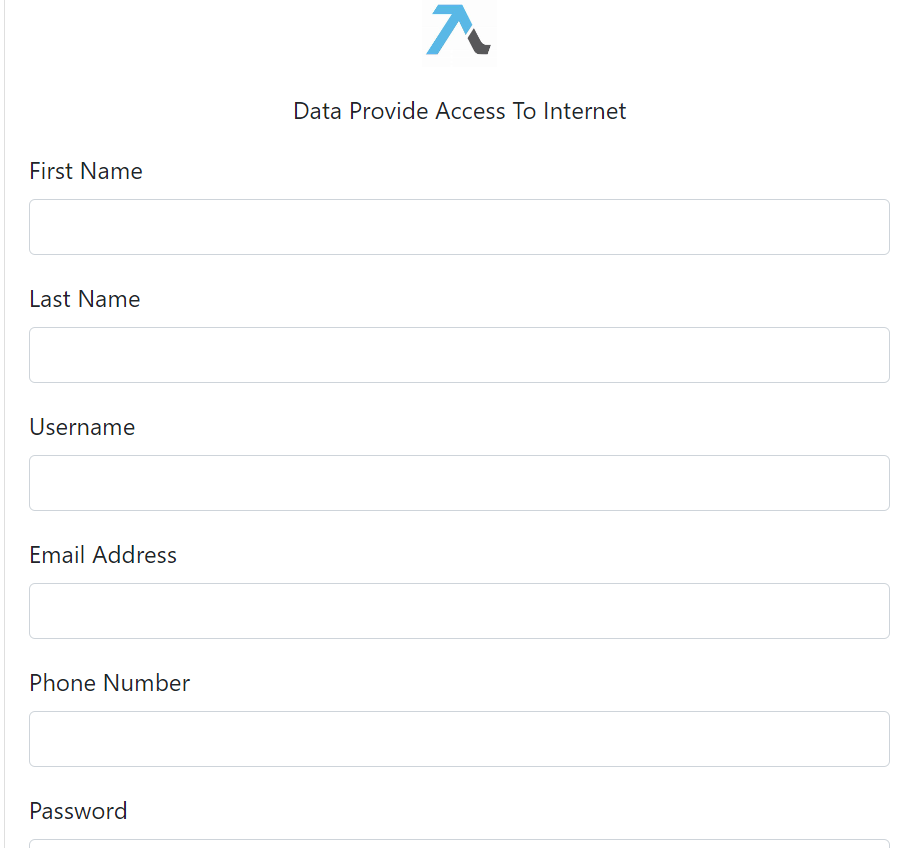 Data Provide Access To Internet
First Name
Last Name
Username
Email Address
Phone Number
Password